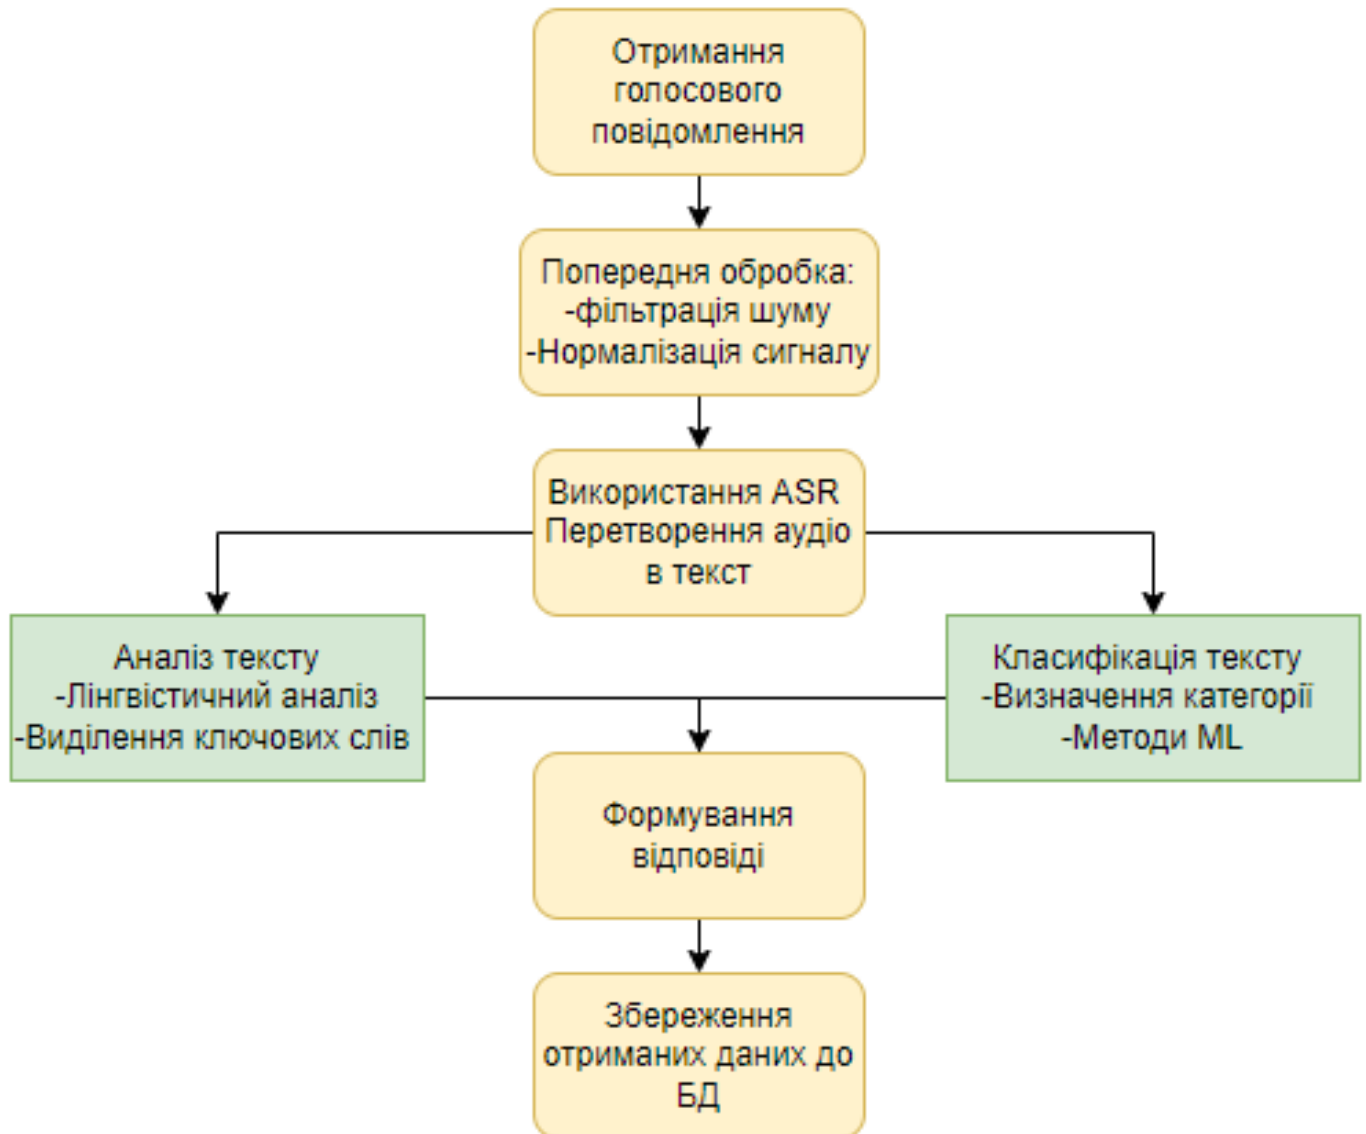 Отримання
голосового
повідомлення
Попередня обробка:
-фільтрація шуму
-Нормалізація сигналу
Використання ASR
Перетворення аудіо
в текст
Аналіз тексту
-Лінгвістичний аналіз
-Виділення ключових слів
Класифікація тексту
-Визначення категорії
-Методи ML
Формування
відповіді
Збереження
отриманих даних до
БД